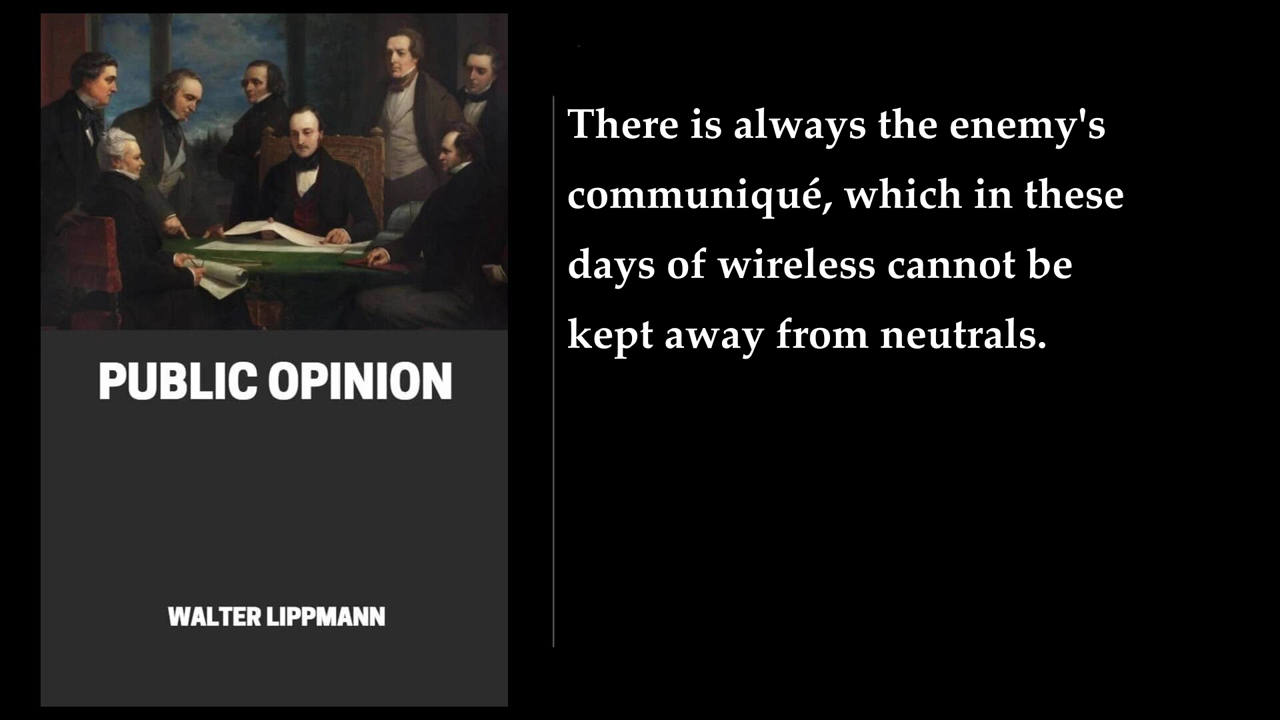 PUBLIC OPINION
WALTER LIPPMANN
There is always the enemy's
communiqué, which in these
days of wireless cannot be
kept away from neutrals.